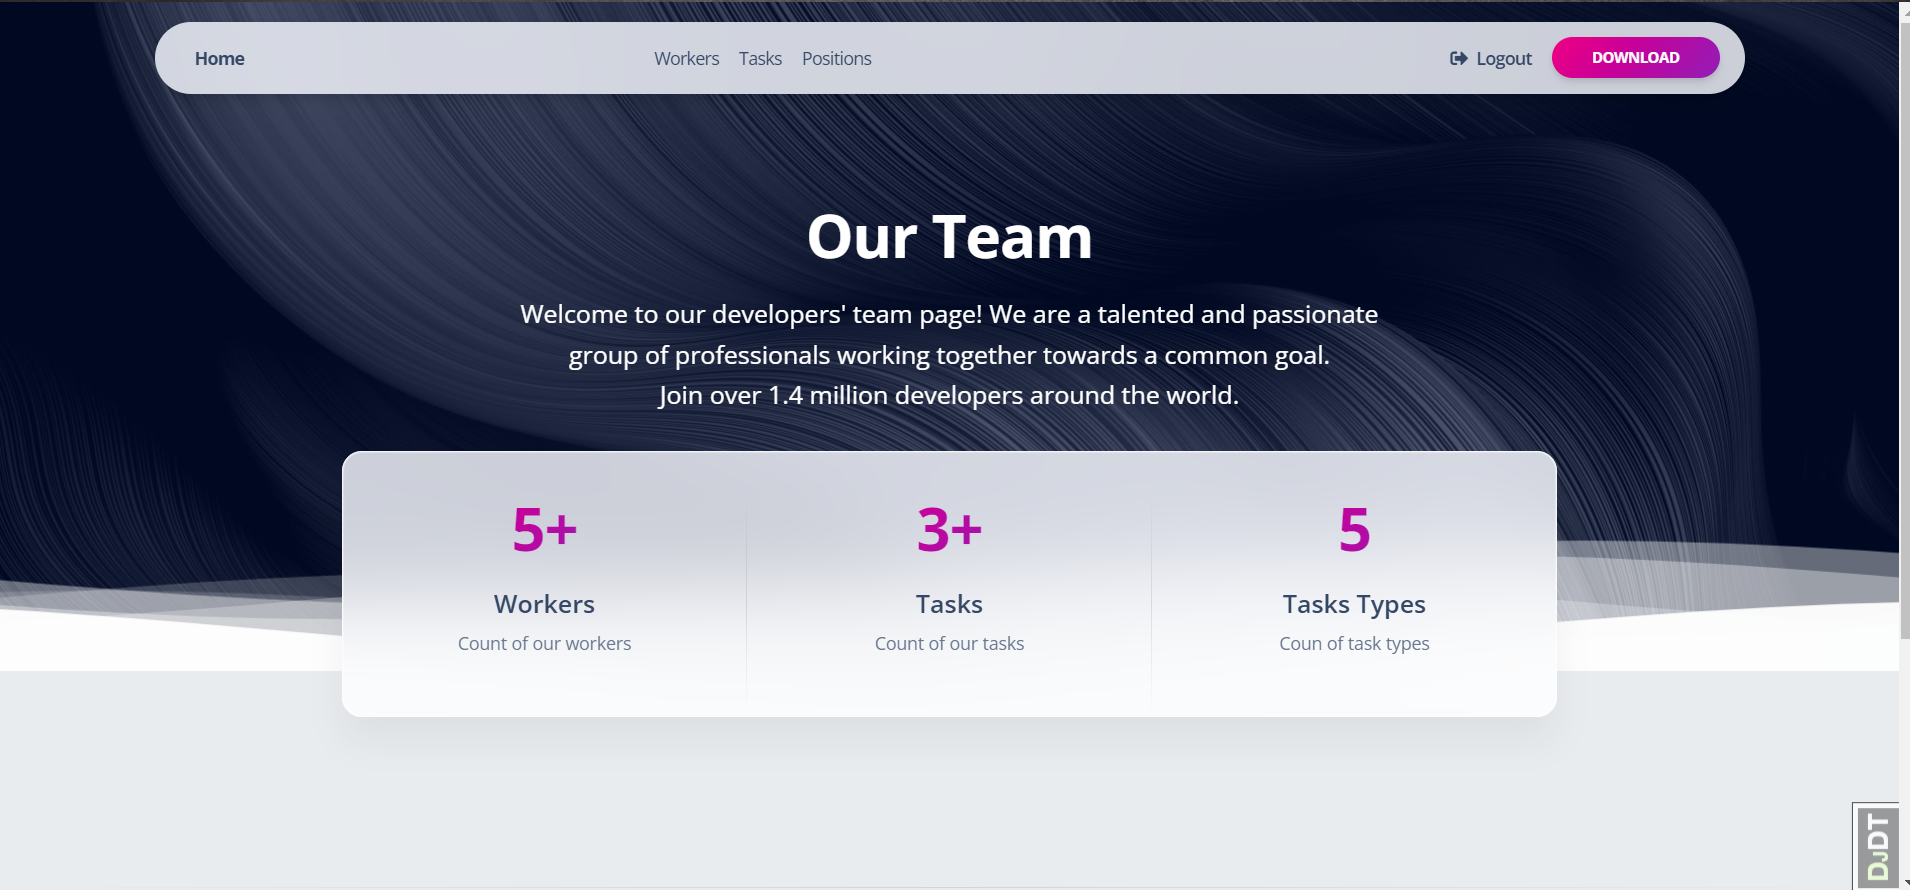 Home
Workers Tasks Positions
Logout
DOWNLOAD
Our Team
Welcome to our developers' team page! We are a talented and passionate
group of professionals working together towards a common goal.
Join over 1.4 million developers around the world.
5+
Workers
Count of our workers
3+
Tasks
Count of our tasks
5
Tasks Types
Coun of task types
DJDT